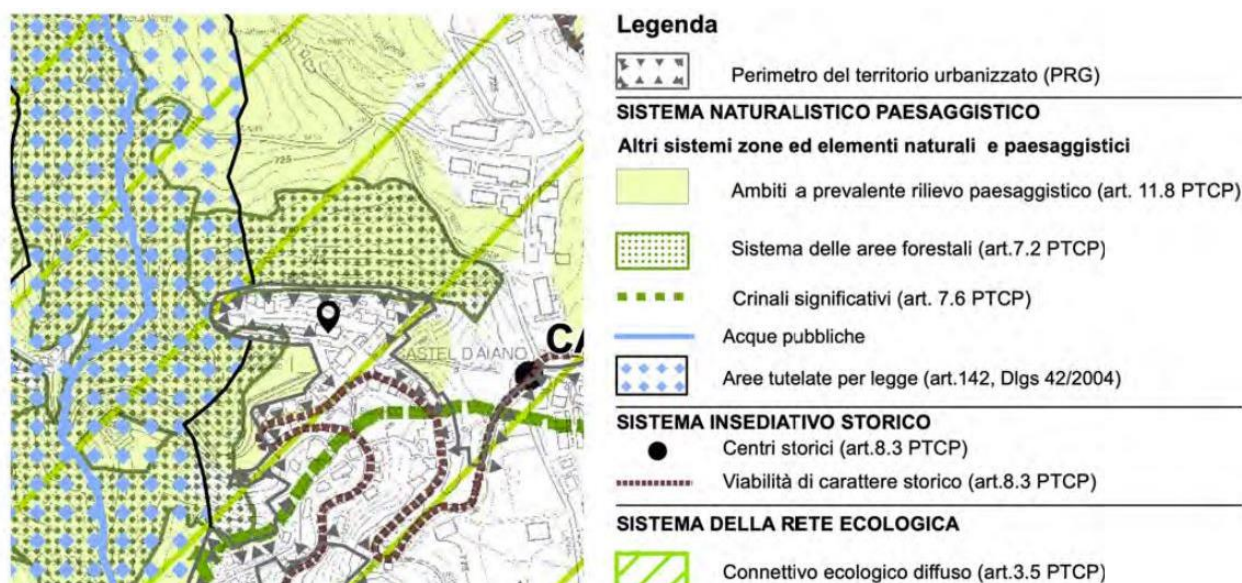 725
725
CASTEL D'AIANO
CA
Legenda
Perimetro del territorio urbanizzato (PRG)
SISTEMA NATURALISTICO PAESAGGISTICO
Altri sistemi zone ed elementi naturali e paesaggistici
Ambiti a prevalente rilievo paesaggistico (art. 11.8 PTCP)
Sistema delle aree forestali (art.7.2 PTCP)
Crinali significativi (art. 7.6 PTCP)
Acque pubbliche
Aree tutelate per legge (art.142, Dlgs 42/2004)
SISTEMA INSEDIATIVO STORICO
Centri storici (art.8.3 PTCP)
Viabilità di carattere storico (art.8.3 PTCP)
SISTEMA DELLA RETE ECOLOGICA
Connettivo ecologico diffuso (art.3.5 PTCP)